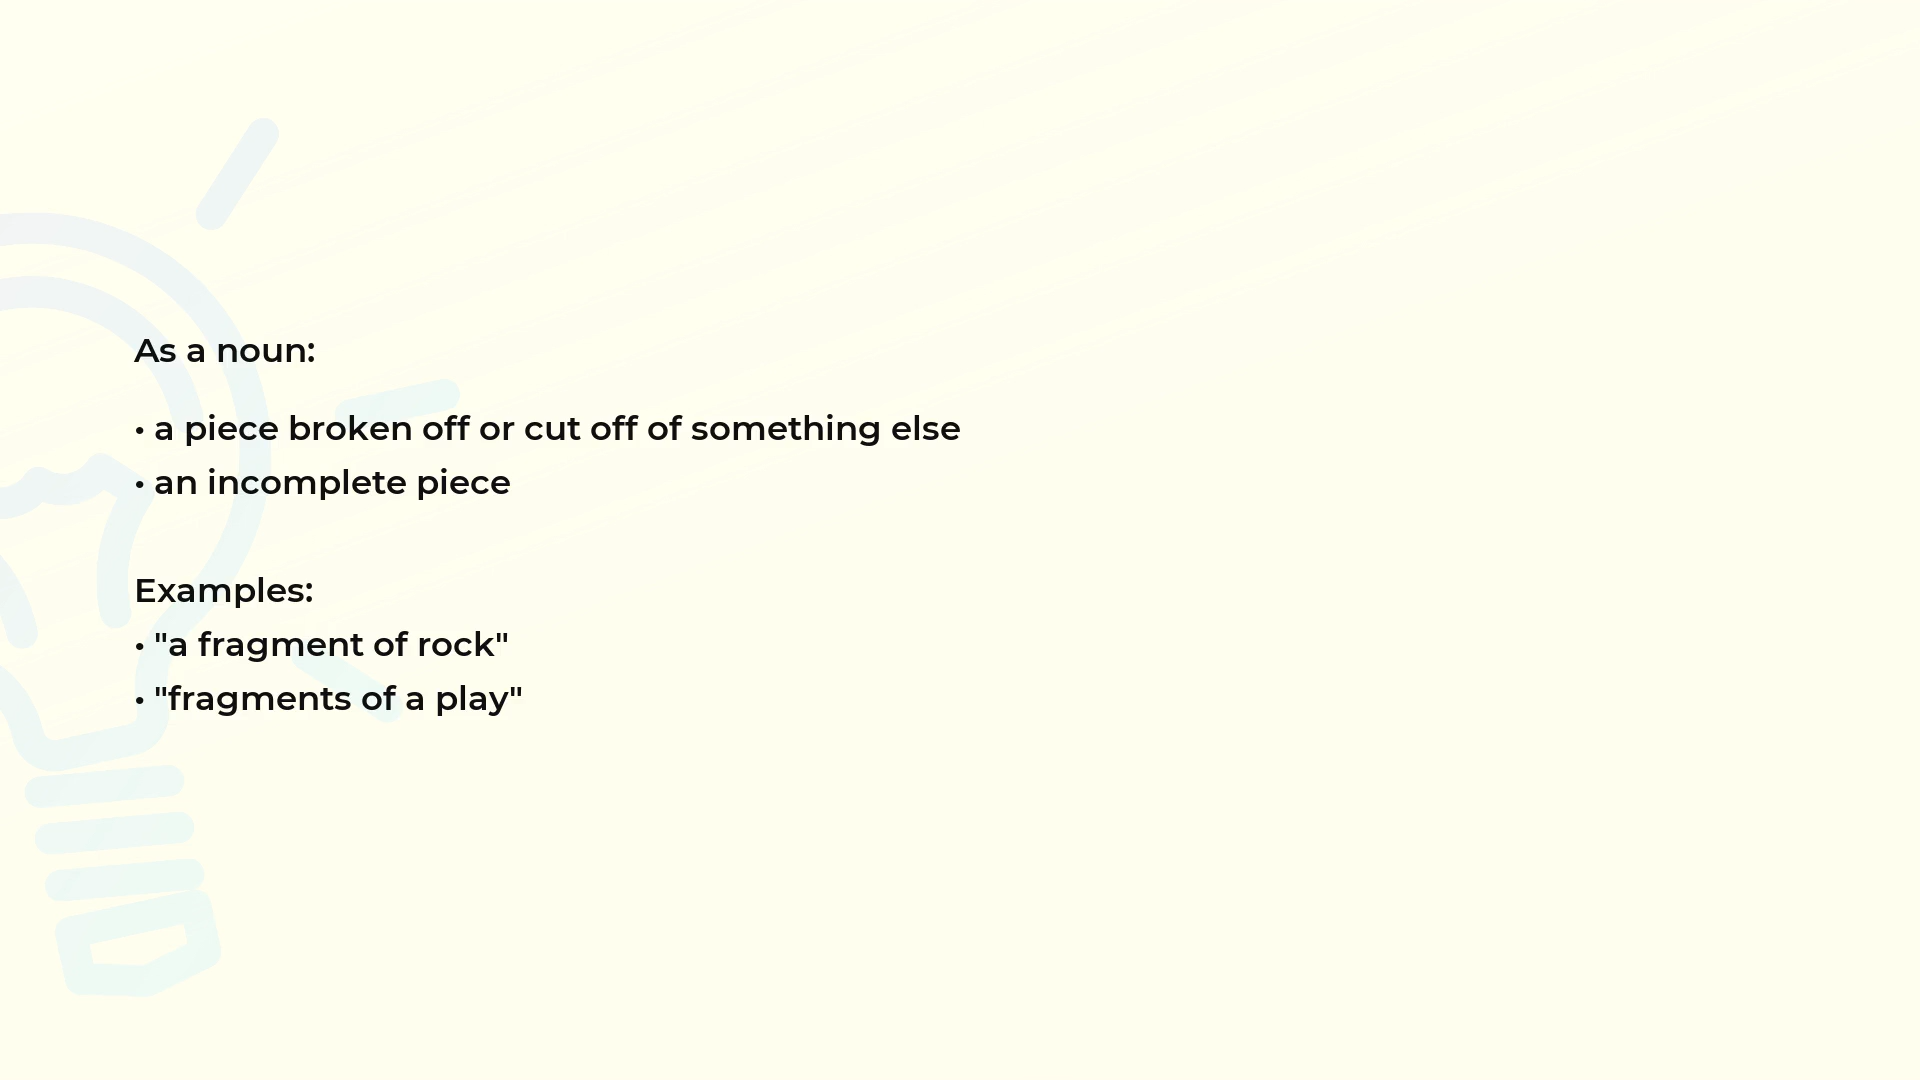 As a noun:
• a piece broken off or cut off of something else
• an incomplete piece
Examples:
• "a fragment of rock"
• "fragments of a play"